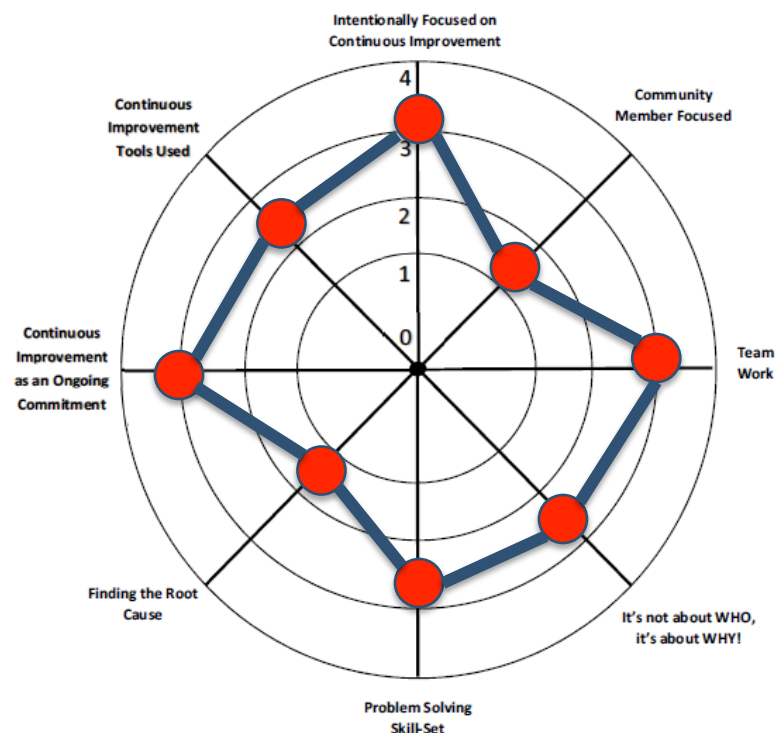 Intentionally Focused on
Continuous Improvement
4
Community
Member Focused
Continuous
Improvement
Tools Used
3
2
1
0
Continuous
Improvement
as an Ongoing
Commitment
Team
Work
Finding the Root
Cause
It's not about WHO,
it's about WHY!
Problem Solving
Skill-Set